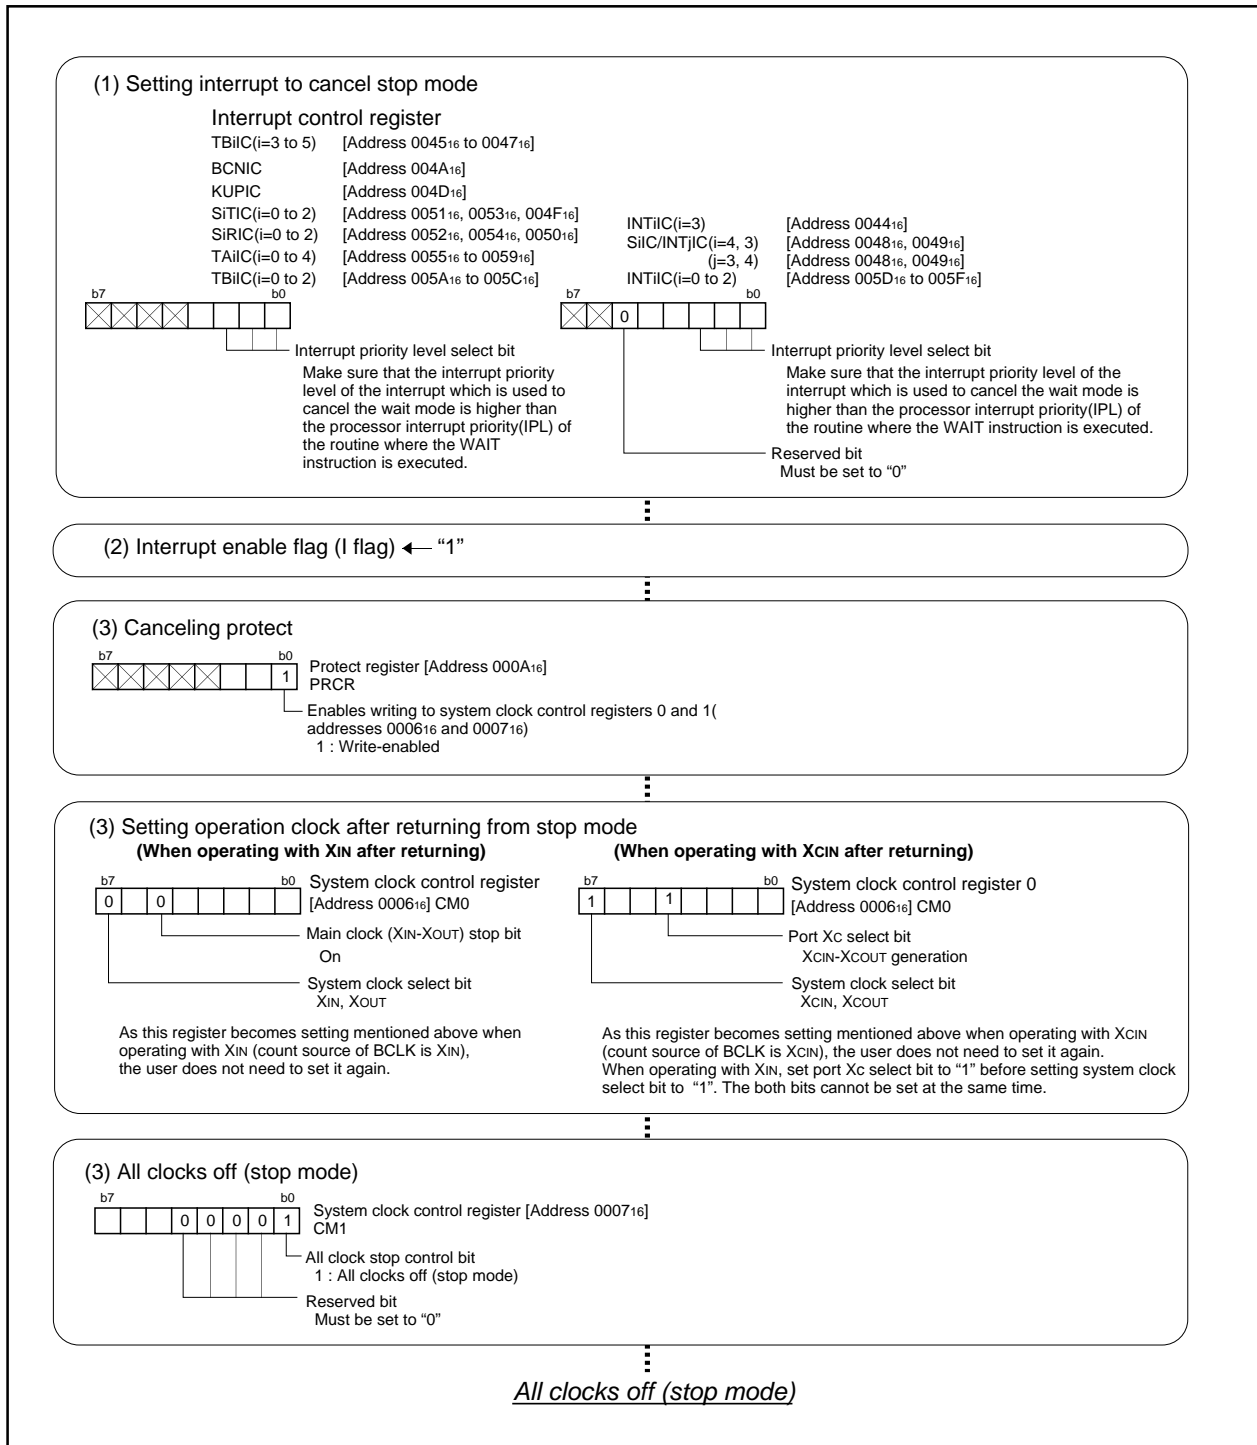 (1) Setting interrupt to cancel stop mode
Interrupt control register
TBiIC(i=3 to 5) [Address 004516 to 004716]
BCNIC [Address 004A16]
KUPIC [Address 004D16]
SiTIC(i=0 to 2) [Address 005116, 005316, 004F16]
SiRIC(i=0 to 2) [Address 005216, 005416, 005016]
TAiIC(i=0 to 4) [Address 005516 to 005916]
TBiIC(i=0 to 2) [Address 005A16 to 005C16]
b7 b0
Interrupt priority level select bit
Make sure that the interrupt priority
level of the interrupt which is used to
cancel the wait mode is higher than
the processor interrupt priority(IPL) of
the routine where the WAIT
instruction is executed.
INTiIC(i=3) [Address 004416]
SiIC/INTjIC(i=4, 3) [Address 004816, 004916]
(j=3, 4) [Address 004816, 004916]
INTiIC(i=0 to 2) [Address 005D16 to 005F16]
b7 b0
0
Interrupt priority level select bit
Make sure that the interrupt priority level of the
interrupt which is used to cancel the wait mode is
higher than the processor interrupt priority(IPL) of
the routine where the WAIT instruction is executed.
Reserved bit
Must be set to “0”
(2) Interrupt enable flag (I flag) ← “1”
(3) Canceling protect
b7 b0
1
Protect register [Address 000A16]
PRCR
Enables writing to system clock control registers 0 and 1(
addresses 000616 and 000716)
1 : Write-enabled
(3) Setting operation clock after returning from stop mode
(When operating with XIN after returning)
b7 b0
0 0
System clock control register
[Address 000616] CM0
Main clock (XIN-XOUT) stop bit
On
System clock select bit
XIN, XOUT
As this register becomes setting mentioned above when
operating with XIN (count source of BCLK is XIN),
the user does not need to set it again.
(When operating with XCIN after returning)
b7 b0
1 1
System clock control register 0
[Address 000616] CM0
Port XC select bit
XCIN-XCOUT generation
System clock select bit
XCIN, XCOUT
As this register becomes setting mentioned above when operating with XCIN
(count source of BCLK is XCIN), the user does not need to set it again.
When operating with XIN, set port Xc select bit to “1” before setting system clock
select bit to “1”. The both bits cannot be set at the same time.
(3) All clocks off (stop mode)
b7 b0
0 0 0 0 1
System clock control register [Address 000716]
CM1
All clock stop control bit
1 : All clocks off (stop mode)
Reserved bit
Must be set to “0”
All clocks off (stop mode)